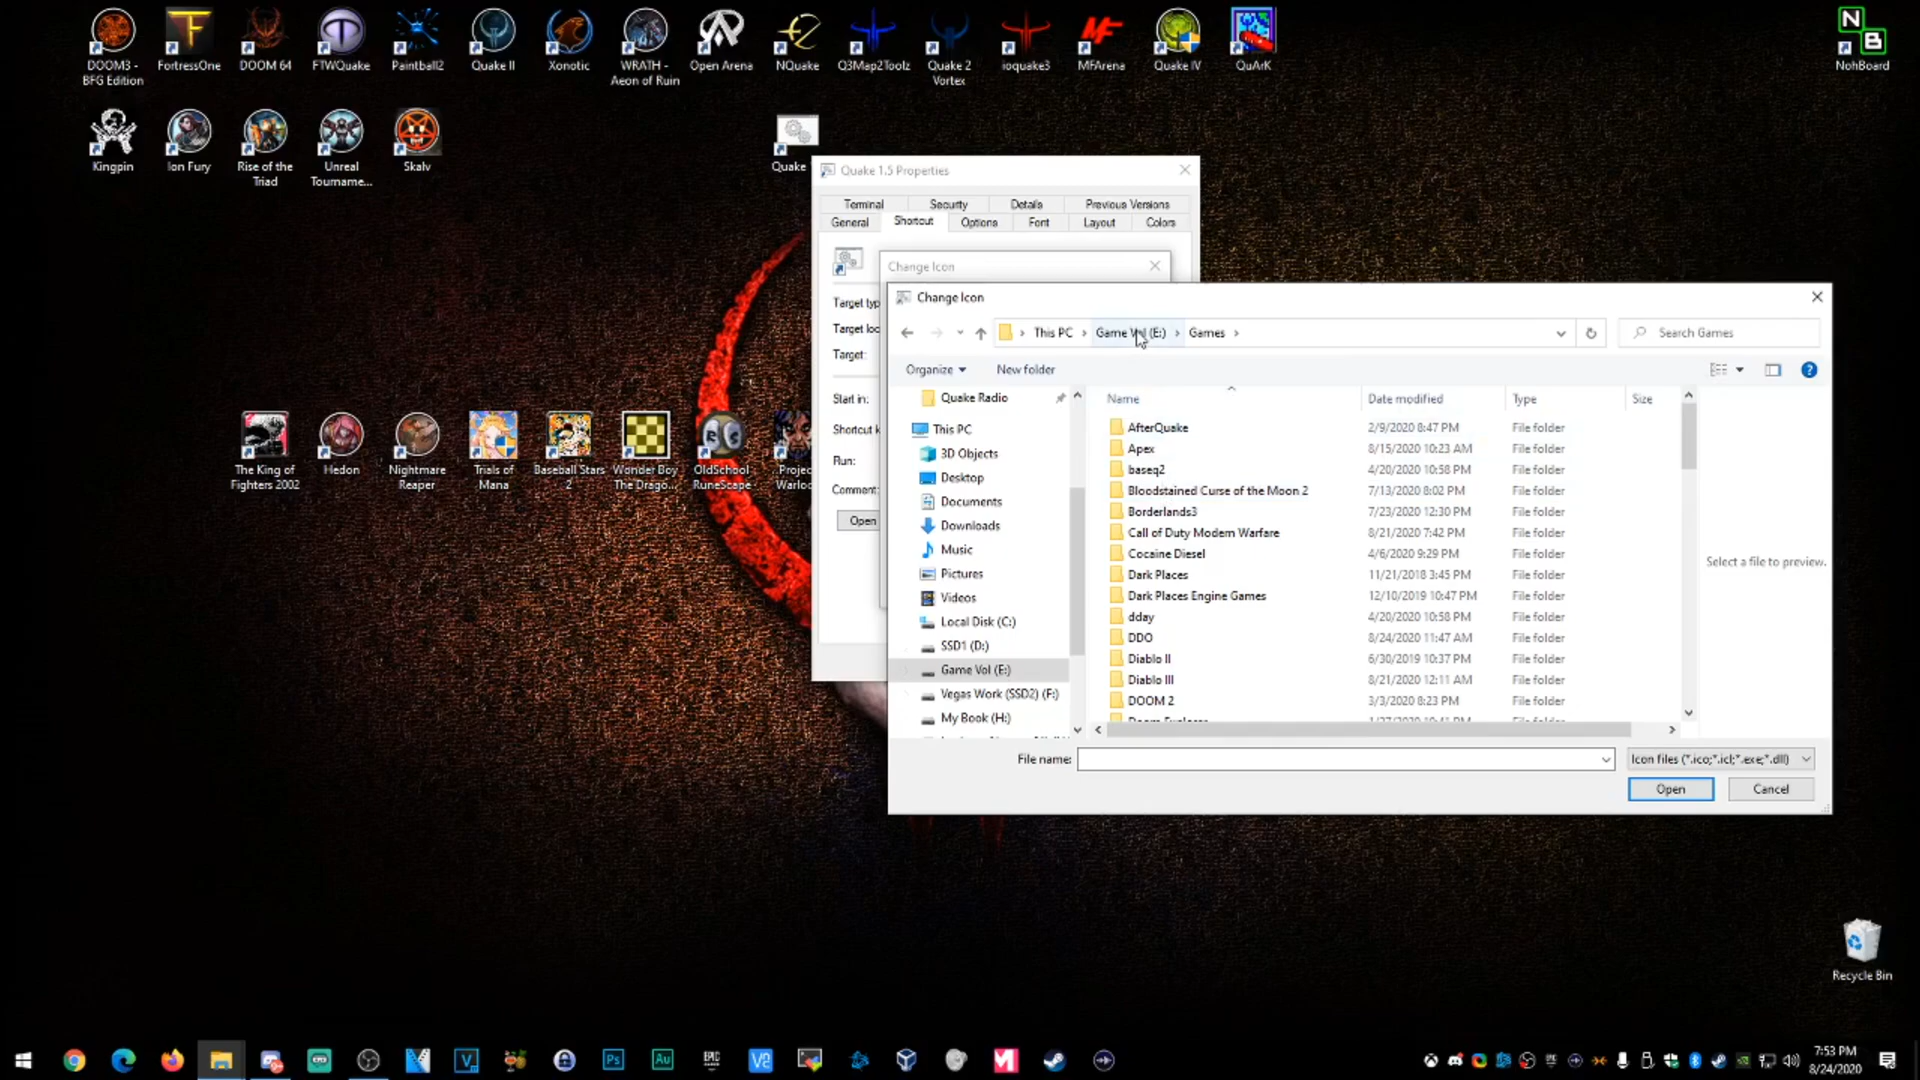 DOOM3 - BFG Edition
FortressOne
DOOM 64
FTWQuake
Paintball2
Quake II
Xonotic
WRATH - Aeon of Ruin
Open Arena
NQuake
Q3Map2Toolz
Quake 2 Vortex
ioquake3
MFArena
Quake IV
QuArK
NohBoard
Kingpin
Ion Fury
Rise of the Triad
Unreal Tourname...
Skalv
Quake
The King of Fighters 2002
Hedon
Nightmare Reaper
Trials of Mana
Baseball Stars 2
Wonder Boy The Drago...
OldSchool RuneScape
Quake 1.5 Properties
Terminal Security Details Previous Versions
General Shortcut Options Font Layout Colors
Target typ
Target loc
Target:
Start in:
Shortcut k
Run:
Comment:
Open
Change Icon
Change Icon
This PC > Game Vol (E:) > Games >
Search Games
Organize New folder
Quake Radio
This PC
3D Objects
Desktop
Documents
Downloads
Music
Pictures
Videos
Local Disk (C:)
SSD1 (D:)
Game Vol (E:)
Vegas Work (SSD2) (F:)
My Book (H:)
Name Date modified Type Size
AfterQuake 2/9/2020 8:47 PM File folder
Apex 8/15/2020 10:23 AM File folder
baseq2 4/20/2020 10:58 PM File folder
Bloodstained Curse of the Moon 2 7/13/2020 8:02 PM File folder
Borderlands3 7/23/2020 12:30 PM File folder
Call of Duty Modern Warfare 8/21/2020 7:42 PM File folder
Cocaine Diesel 4/6/2020 9:29 PM File folder
Dark Places 11/21/2018 3:45 PM File folder
Dark Places Engine Games 12/10/2019 10:47 PM File folder
dday 4/20/2020 10:58 PM File folder
DDO 8/24/2020 11:47 AM File folder
Diablo II 6/30/2019 10:37 PM File folder
Diablo III 8/21/2020 12:11 AM File folder
DOOM 2 3/3/2020 8:23 PM File folder
Select a file to preview.
File name:
Icon files (*.ico;*.icl;*.exe;*.dll)
Open Cancel
Recycle Bin
7:53 PM
8/24/2020